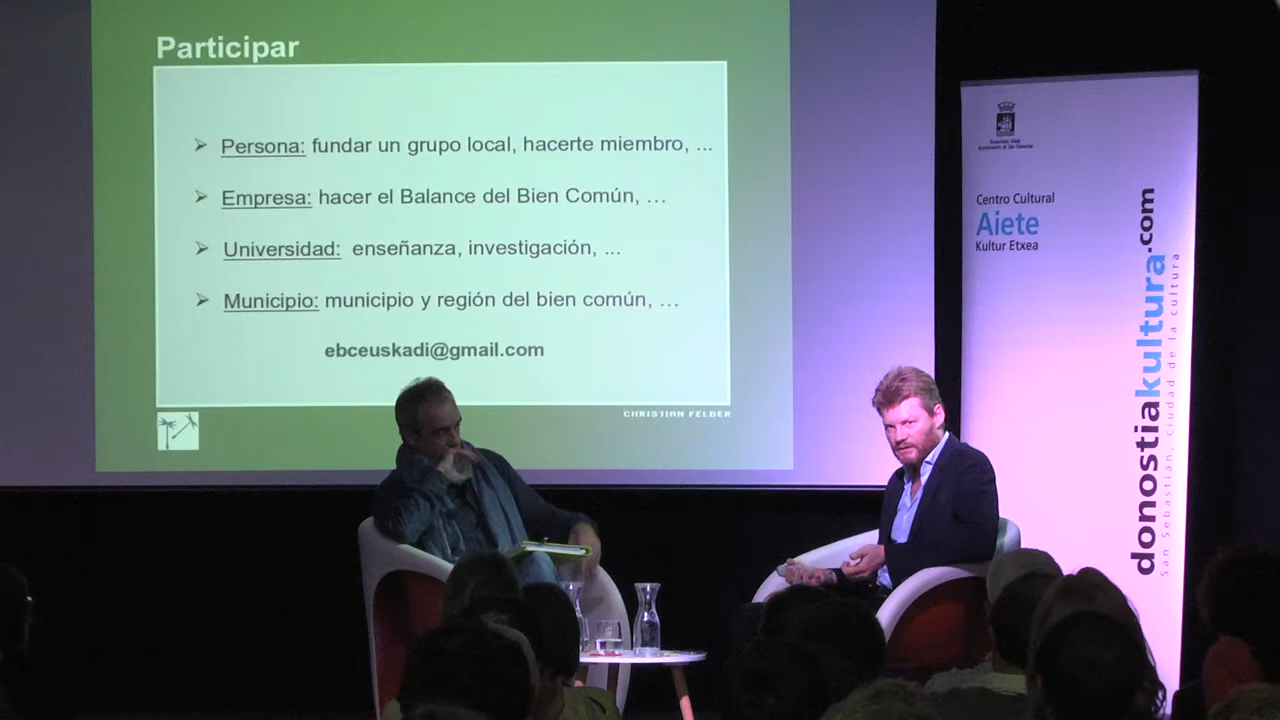 Participar
➢ Persona: fundar un grupo local, hacerte miembro, ...
➢ Empresa: hacer el Balance del Bien Común, …
➢ Universidad: enseñanza, investigación, ...
➢ Municipio: municipio y región del bien común, …
ebceuskadi@gmail.com
CHRISTIAN FELBER
Centro Cultural
Aiete
Kultur Etxea
donostiakultura.com
San Sebastián, ciudad de la cultura